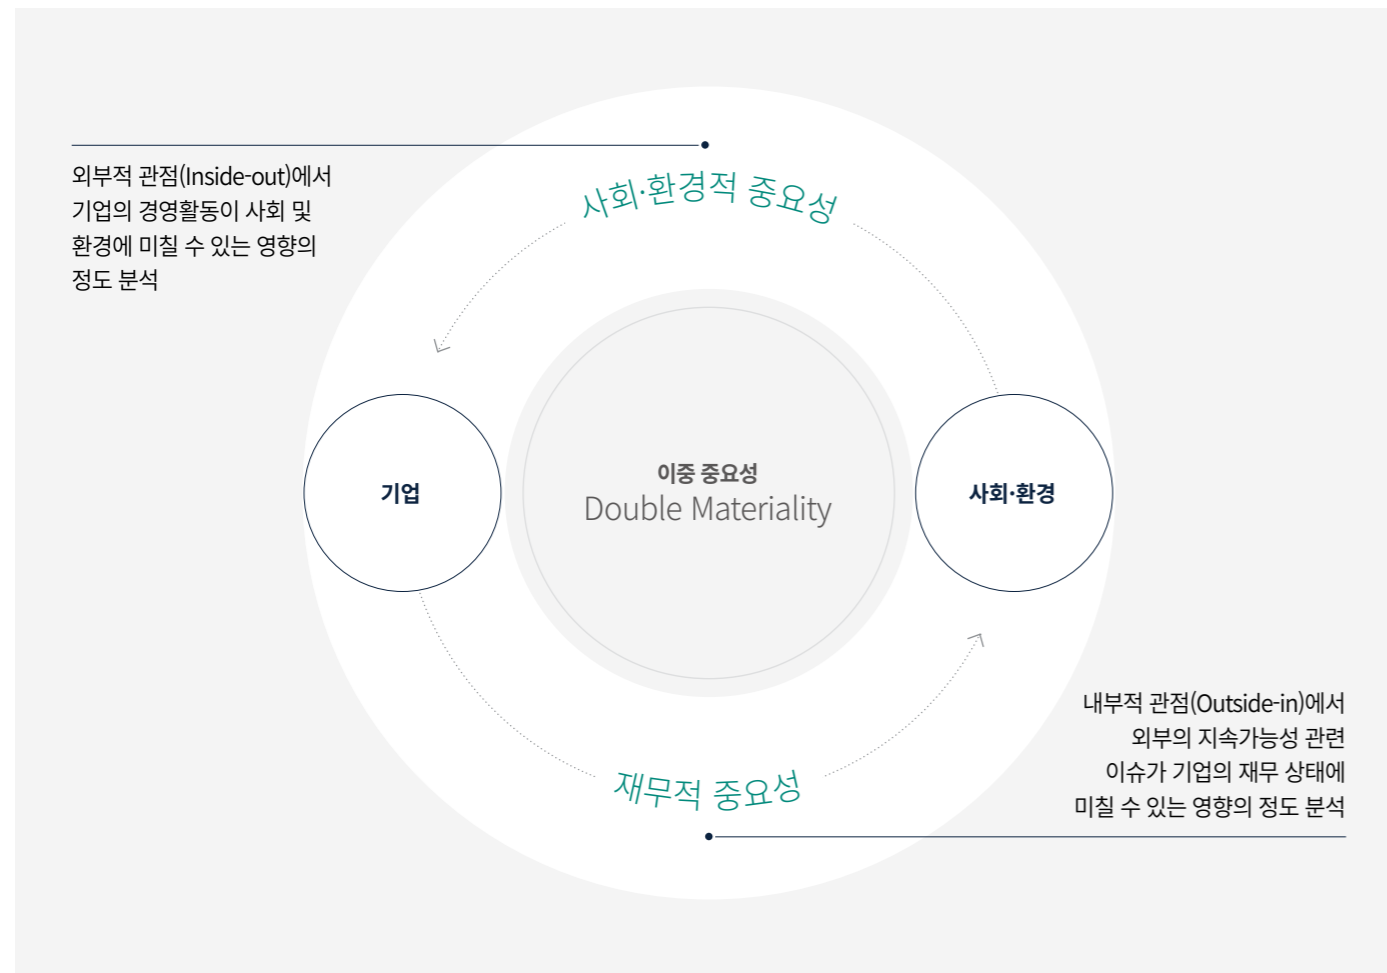 외부적 관점(Inside-out)에서
기업의 경영활동이 사회 및
환경에 미칠 수 있는 영향의
정도 분석
사회·환경적 중요성
기업
이중 중요성
Double Materiality
사회·환경
재무적 중요성
내부적 관점(Outside-in)에서
외부의 지속가능성 관련
이슈가 기업의 재무 상태에
미칠 수 있는 영향의 정도 분석